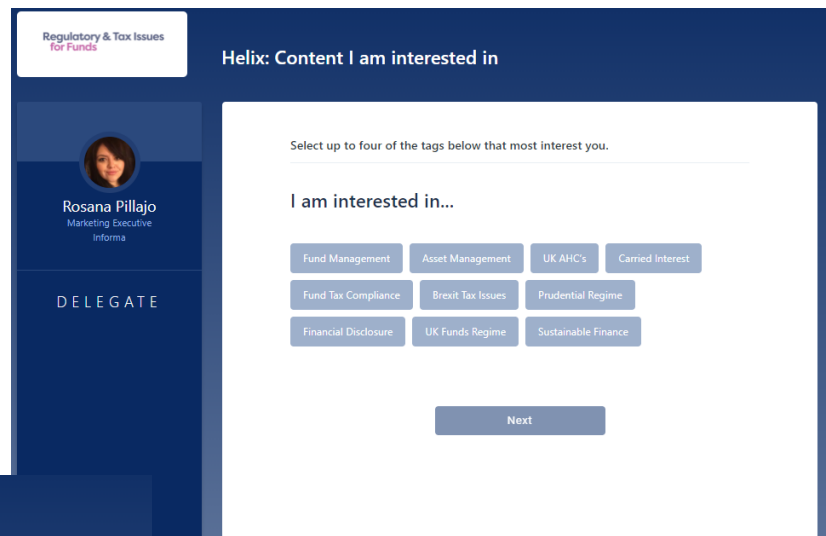 Regulatory & Tax Issues
for Funds
Helix: Content I am interested in
Rosana Pillajo
Marketing Executive
Informa
DELEGATE
Select up to four of the tags below that most interest you.
I am interested in...
Fund Management Asset Management UK AHC's Carried Interest
Fund Tax Compliance Brexit Tax Issues Prudential Regime
Financial Disclosure UK Funds Regime Sustainable Finance
Next